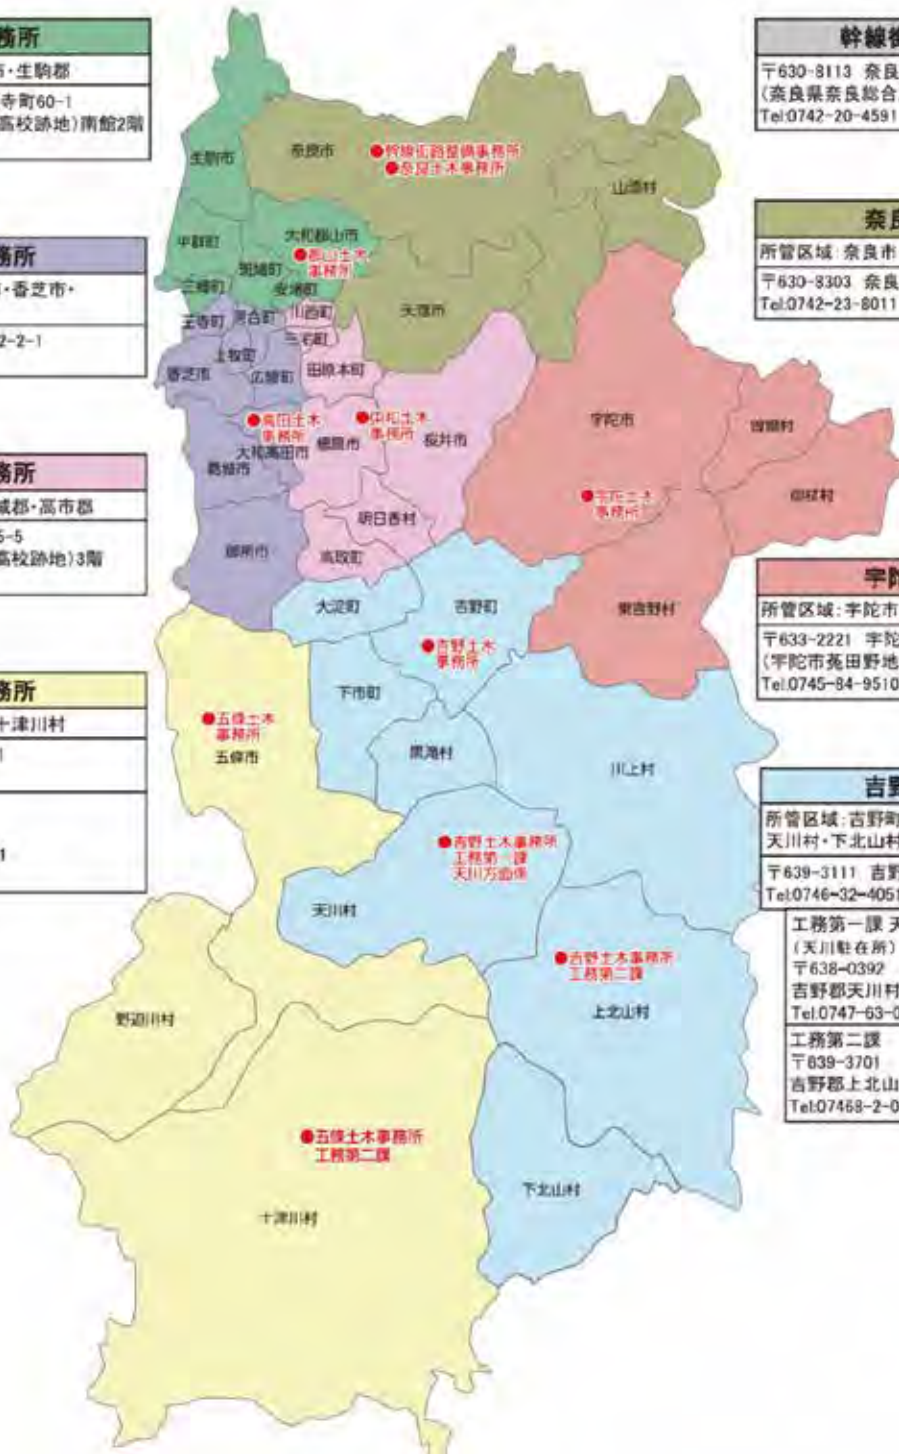 務所
市・生駒郡
寺町60-1
高校跡地)南館2階
務所
・香芝市・
2-2-1
務所
城郡・高市郡
5-5
高校跡地)3階
務所
十津川村
1
1
生駒市
奈良市
●幹線街路整備事務所
●奈良土木事務所
山添村
平群町
大和郡山市
●郡山土木
事務所
斑鳩町
三郷町
安堵町
天理市
王寺町
河合町
川西町
三宅町
上牧町
香芝市
広陵町
田原本町
●高田土木
事務所
●中和土木
事務所
橿原市
桜井市
大和高田市
葛城市
宇陀市
曽爾村
●宇陀土木
事務所
御杖村
明日香村
御所市
高取町
大淀町
吉野町
東吉野村
●吉野土木
事務所
下市町
●五條土木
事務所
五條市
黒滝村
川上村
●吉野土木事務所
工務第一課
天川方面係
天川村
●吉野土木事務所
工務第二課
上北山村
野迫川村
●五條土木事務所
工務第二課
下北山村
十津川村
幹線街
〒630-8113 奈良
(奈良県奈良総合
Tel:0742-20-4591
奈良
所管区域:奈良市
〒630-8303 奈良
Tel:0742-23-8011
宇陀
所管区域:宇陀市
〒633-2221 宇陀
(宇陀市菟田野地
Tel:0745-84-9510
吉野
所管区域:吉野町
天川村・下北山村
〒639-3111 吉野
Tel:0746-32-4051
工務第一課 天
(天川駐在所)
〒638-0392
吉野郡天川村
Tel:0747-63-0
工務第二課
〒639-3701
吉野郡上北山
Tel:07468-2-0